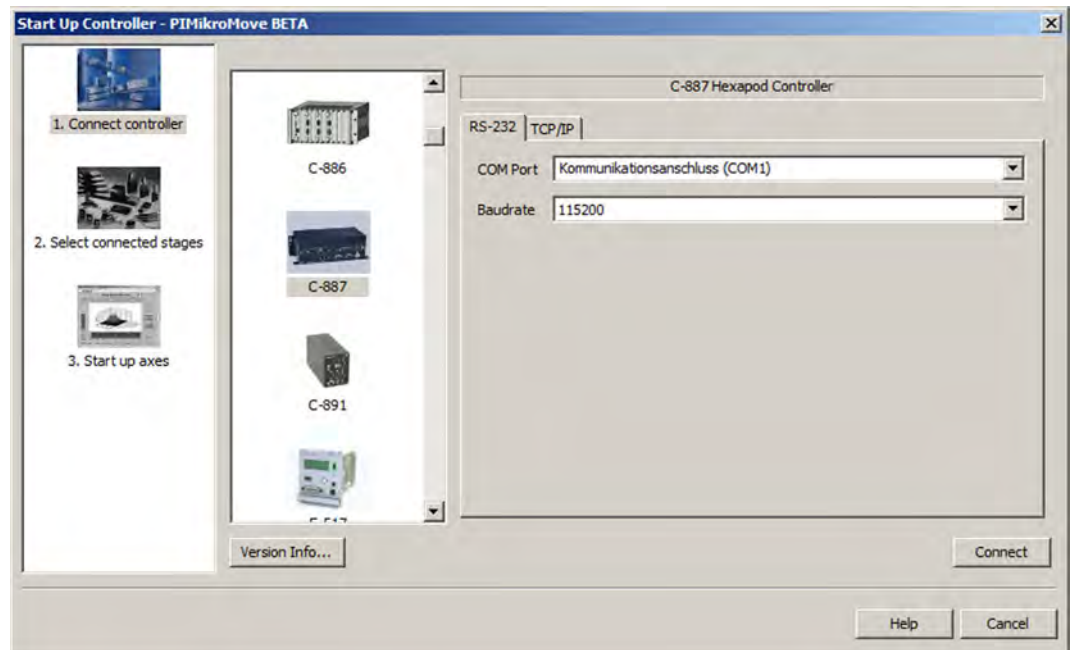 Start Up Controller - PIMikroMove BETA
1. Connect controller
2. Select connected stages
3. Start up axes
C-886
C-887
C-891
C-887 Hexapod Controller
RS-232
TCP/IP
COM Port
Kommunikationsanschluss (COM1)
Baudrate
115200
Version Info...
Connect
Help
Cancel